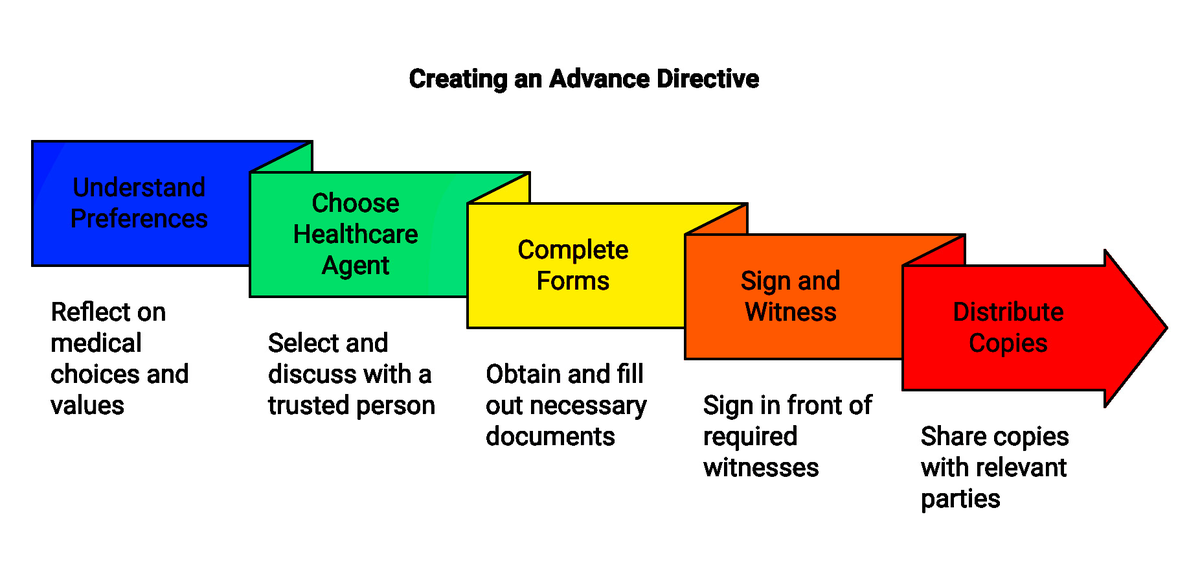 Creating an Advance Directive
Understand
Preferences
Reflect on
medical
choices and
values
Choose
Healthcare
Agent
Select and
discuss with a
trusted person
Complete
Forms
Obtain and fill
out necessary
documents
Sign and
Witness
Sign in front of
required
witnesses
Distribute
Copies
Share copies
with relevant
parties